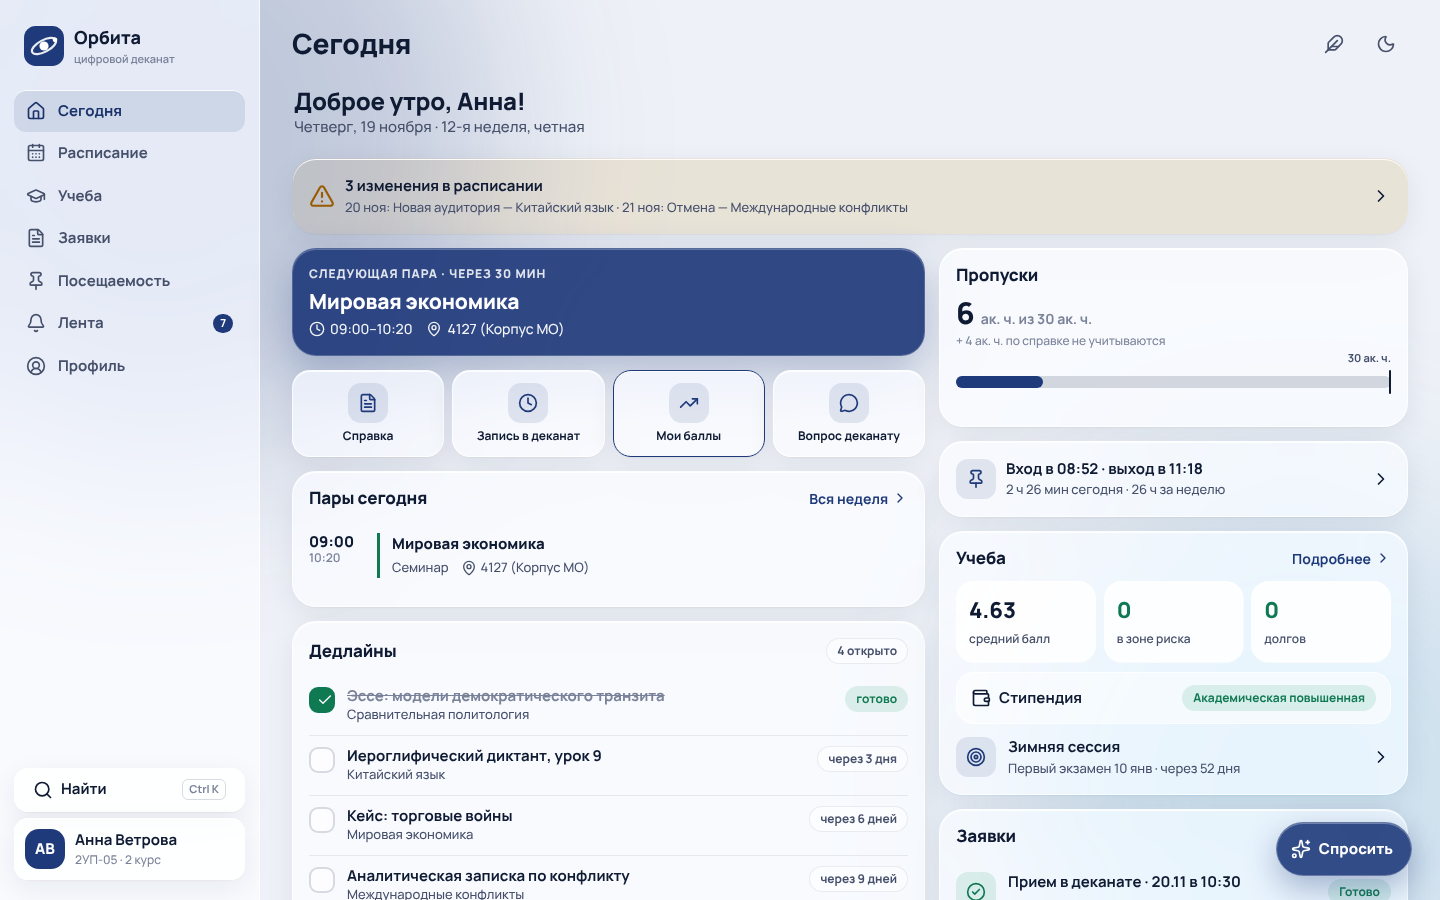 Орбита
цифровой деканат
Сегодня
Расписание
Учеба
Заявки
Посещаемость
Лента
7
Профиль
Найти
Ctrl K
АВ
Анна Ветрова
2УП-05 · 2 курс
Сегодня
Доброе утро, Анна!
Четверг, 19 ноября · 12-я неделя, четная
3 изменения в расписании
20 ноя: Новая аудитория — Китайский язык · 21 ноя: Отмена — Международные конфликты
СЛЕДУЮЩАЯ ПАРА · ЧЕРЕЗ 30 МИН
Мировая экономика
09:00–10:20 4127 (Корпус МО)
Справка
Запись в деканат
Мои баллы
Вопрос деканату
Пары сегодня
Вся неделя
09:00
10:20
Мировая экономика
Семинар 4127 (Корпус МО)
Дедлайны
4 открыто
Эссе: модели демократического транзита
Сравнительная политология
готово
Иероглифический диктант, урок 9
Китайский язык
через 3 дня
Кейс: торговые войны
Мировая экономика
через 6 дней
Аналитическая записка по конфликту
Международные конфликты
через 9 дней
Пропуски
6 ак. ч. из 30 ак. ч.
+ 4 ак. ч. по справке не учитываются
30 ак. ч.
Вход в 08:52 · выход в 11:18
2 ч 26 мин сегодня · 26 ч за неделю
Учеба
Подробнее
4.63
средний балл
0
в зоне риска
0
долгов
Стипендия
Академическая повышенная
Зимняя сессия
Первый экзамен 10 янв · через 52 дня
Заявки
Спросить
Прием в деканате · 20.11 в 10:30
Готово